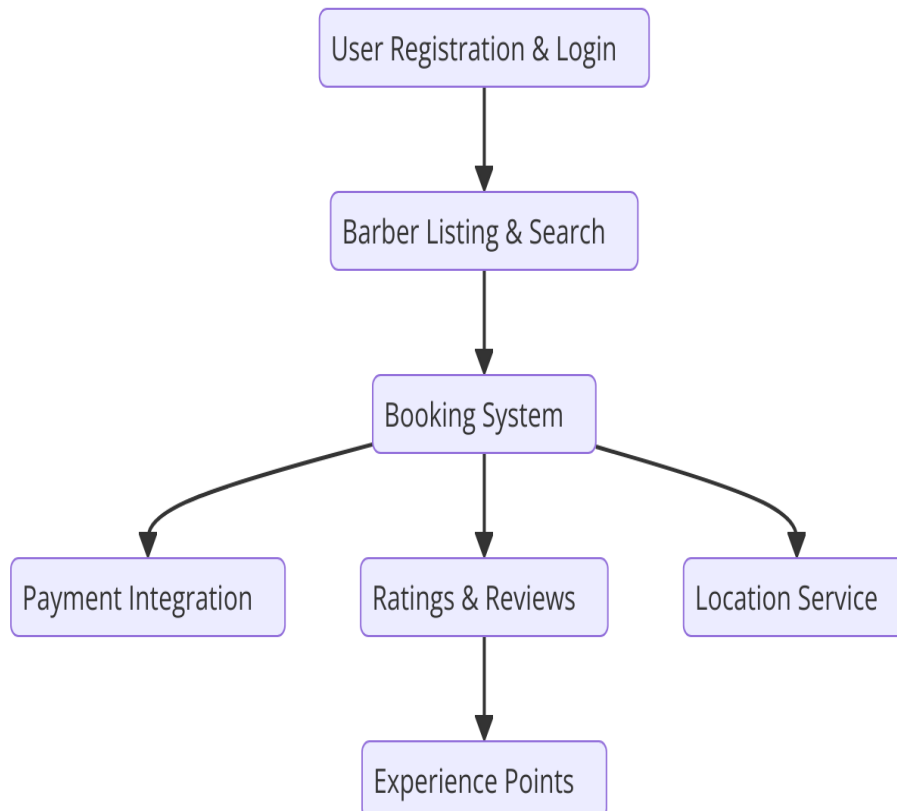 User Registration & Login
Barber Listing & Search
Booking System
Payment Integration
Ratings & Reviews
Location Service
Experience Points